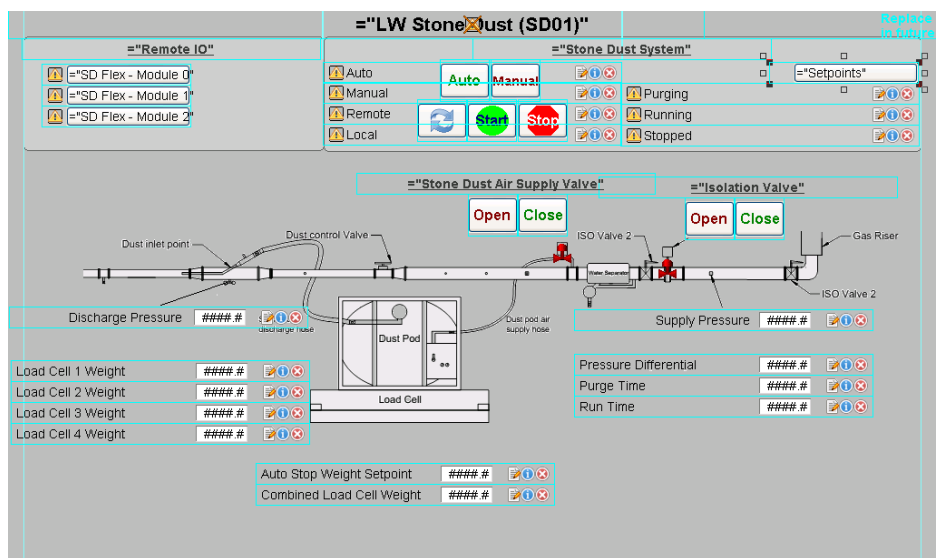 ="LW Stone Dust (SD01)"
Replace
in future
="Remote IO"
="Stone Dust System"
="SD Flex - Module 0"
="SD Flex - Module 1"
="SD Flex - Module 2"
Auto
Manual
Remote
Local
Auto
Manual
Start
Stop
="Setpoints"
Purging
Running
Stopped
="Stone Dust Air Supply Valve"
="Isolation Valve"
Open
Close
Open
Close
Dust inlet point
Dust control Valve
ISO Valve 2
Gas Riser
Water Separator
ISO Valve 2
Discharge Pressure ####.#
discharge hose
Dust pod air
supply hose
Supply Pressure ####.#
Dust Pod
Load Cell
Load Cell 1 Weight ####.#
Load Cell 2 Weight ####.#
Load Cell 3 Weight ####.#
Load Cell 4 Weight ####.#
Pressure Differential ####.#
Purge Time ####.#
Run Time ####.#
Auto Stop Weight Setpoint ####.#
Combined Load Cell Weight ####.#